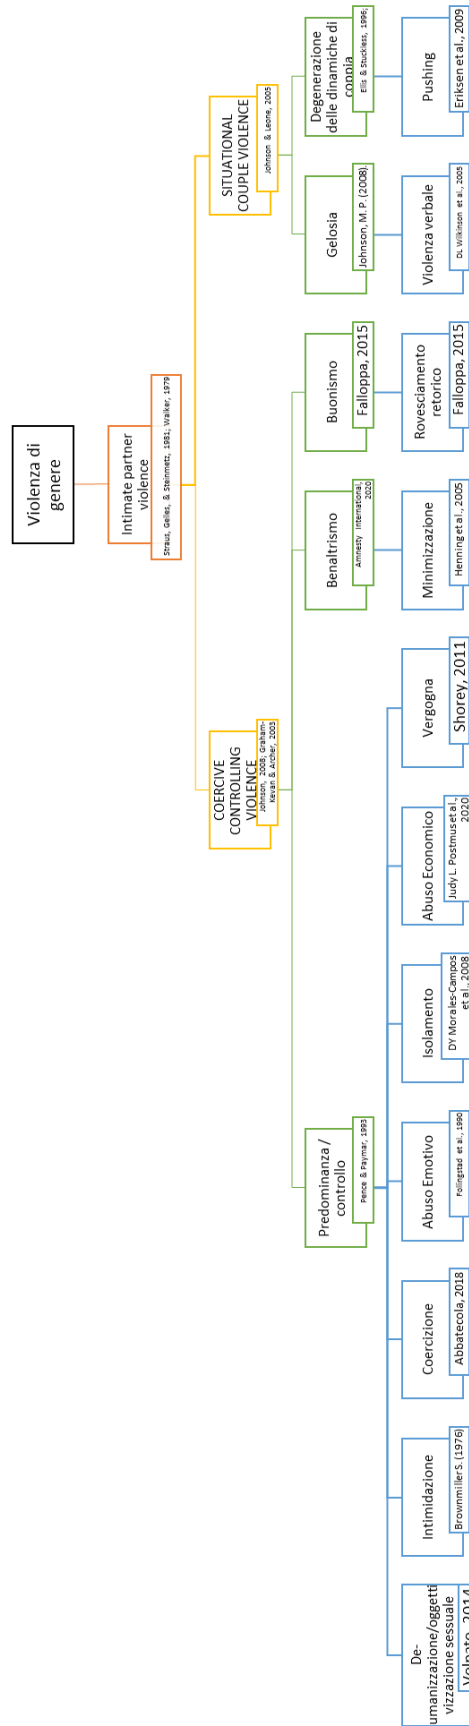 Violenza di
genere
Intimate partner
violence
Straus, Gelles, & Steinmetz, 1981; Walker, 1979
COERCIVE
CONTROLLING
VIOLENCE
Johnson, 2008; Graham-
Kevan & Archer, 2003
SITUATIONAL
COUPLE VIOLENCE
Johnson & Leone, 2005
Predominanza /
controllo
Pence & Paymar, 1993
Benaltrismo
Amnesty International,
2020
Buonismo
Falloppa, 2015
Gelosia
Johnson, M. P. (2008).
Degenerazione
delle dinamiche di
coppia
Ellis & Stuckless, 1996;
De-
umanizzazione/oggetti
vizzazione sessuale
Volpato, 2014
Intimidazione
Brownmiller S. (1976)
Coercizione
Abbatecola, 2018
Abuso Emotivo
Follingstad et al., 1990
Isolamento
DY Morales-Campos
et al., 2008
Abuso Economico
Judy L. Postmus et al.,
2020
Vergogna
Shorey, 2011
Minimizzazione
Henning et al., 2005
Rovesciamento
retorico
Falloppa, 2015
Violenza verbale
DL Wilkinson et al., 2005
Pushing
Eriksen et al., 2009